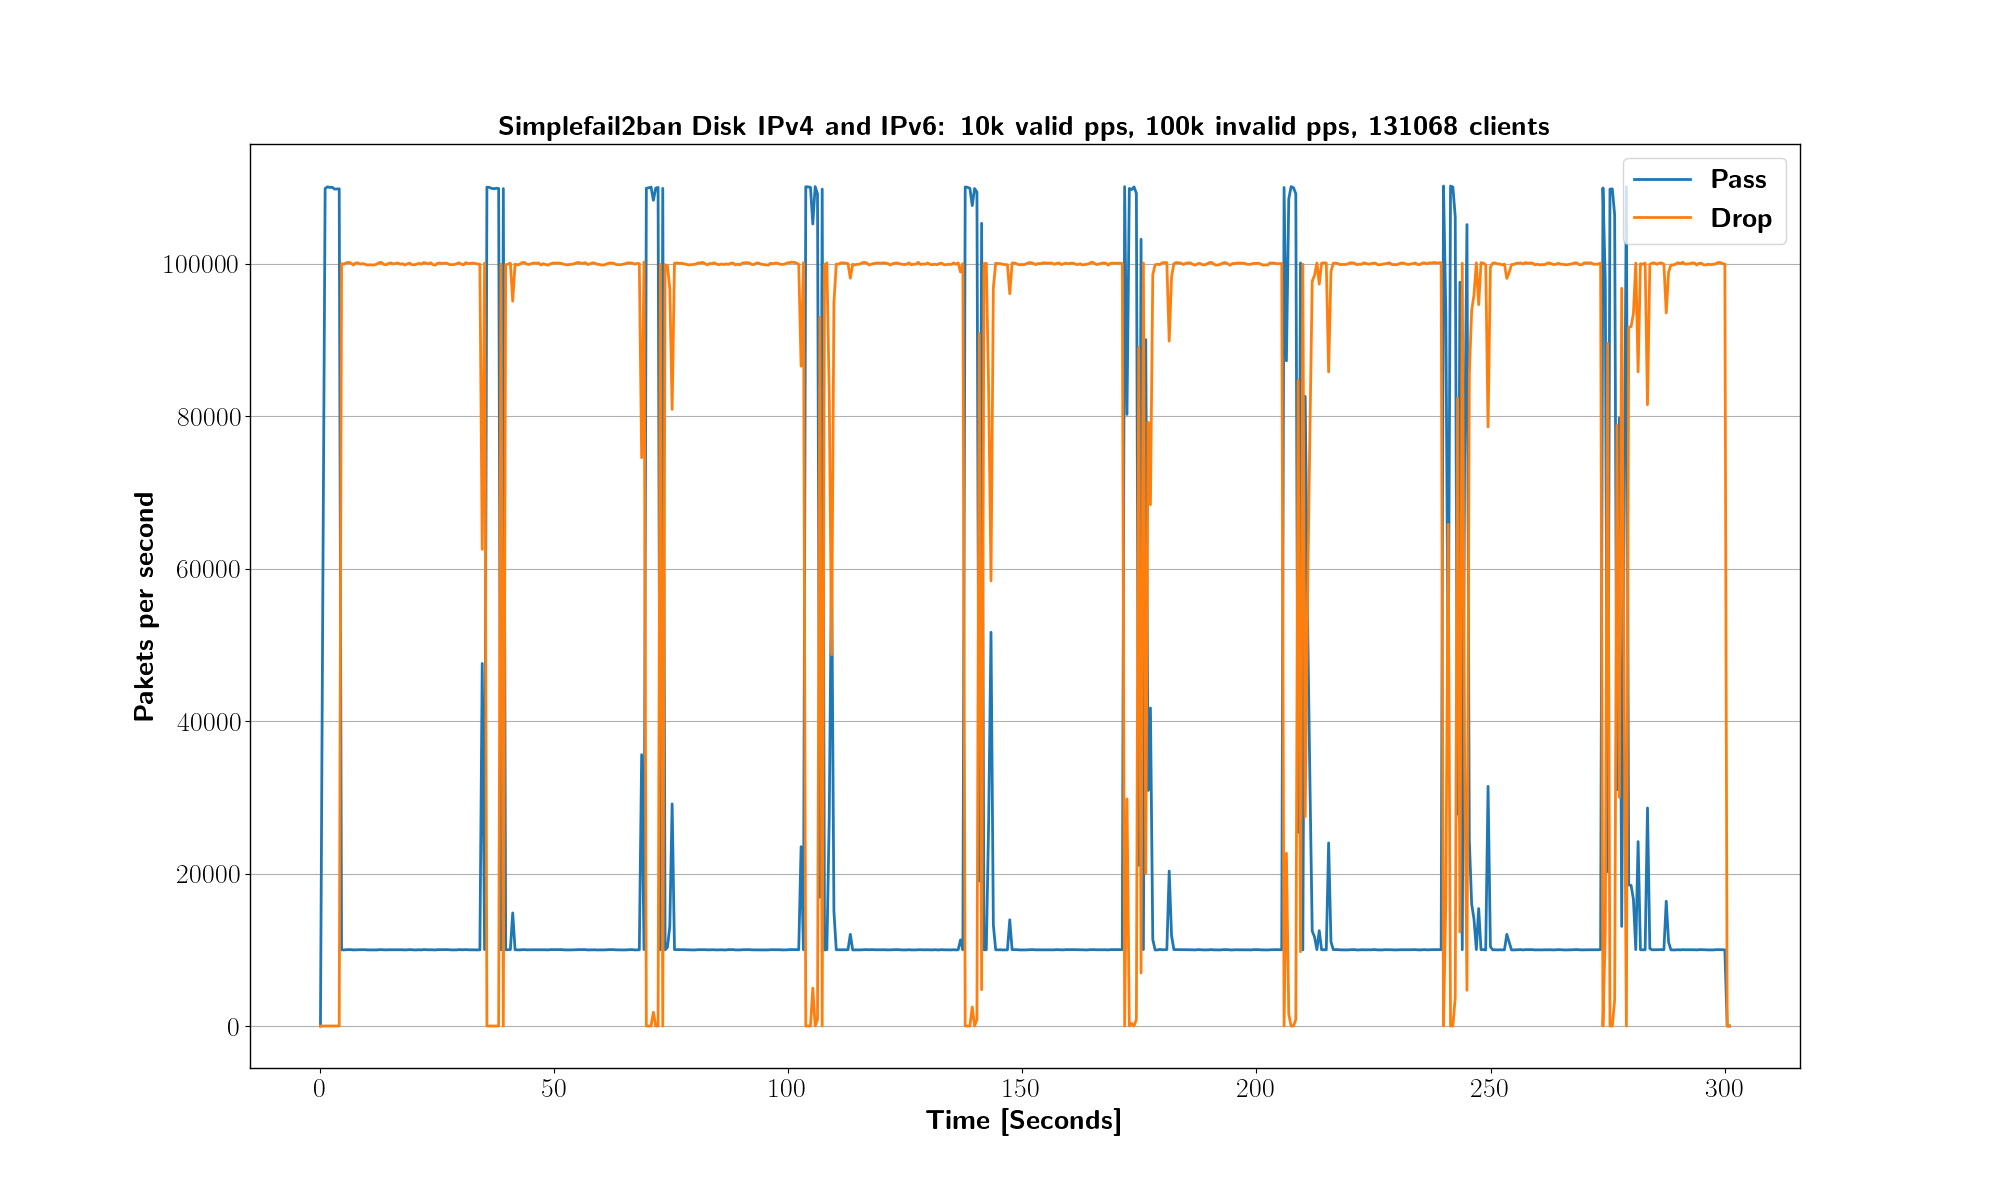 Simplefail2ban Disk IPv4 and IPv6: 10k valid pps, 100k invalid pps, 131068 clients
Pass
Drop
Pakets per second
100000
80000
60000
40000
20000
0
0 50 100 150 200 250 300
Time [Seconds]